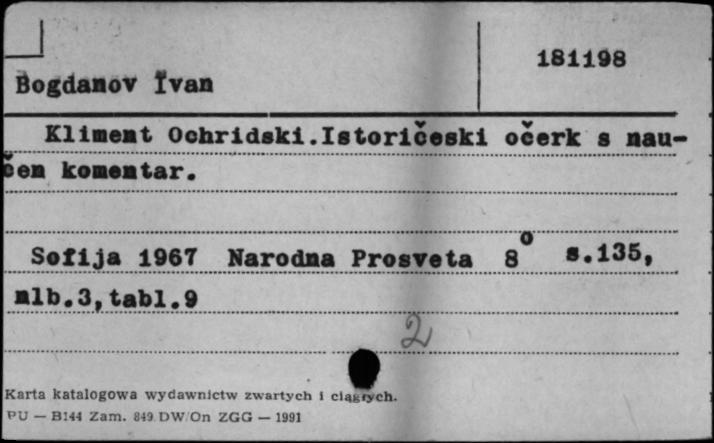 181198
Bogdanov Ivan
Kliment Ochridski.Istoričeski očerk s nau-
čen komentar.
Sofija 1967 Narodna Prosveta 8° s.135,
nlb.3,tabl.9
2
Karta katalogowa wydawnictw zwartych i ciągłych.
PU — B144 Zam. 849 DW/On ZGG — 1991